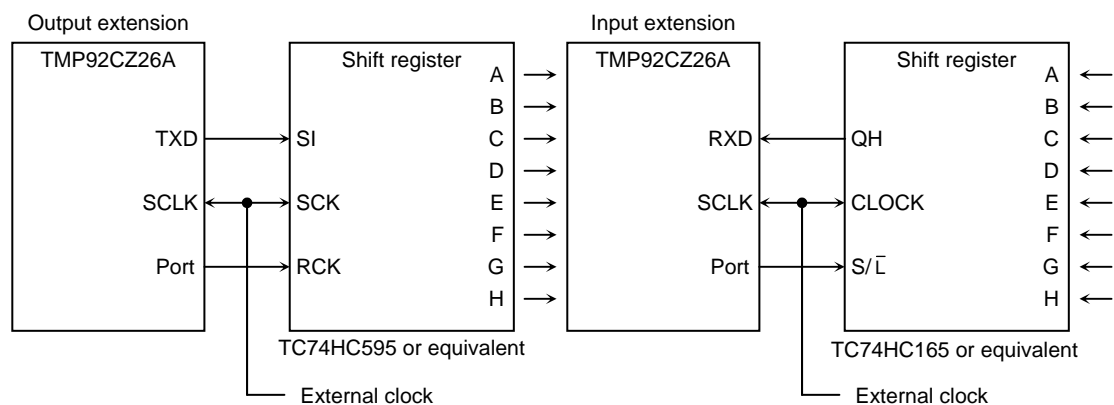 Output extension
TMP92CZ26A
TXD
SCLK
Port
Shift register
SI
SCK
RCK
A
B
C
D
E
F
G
H
TC74HC595 or equivalent
External clock
Input extension
TMP92CZ26A
RXD
SCLK
Port
Shift register
QH
CLOCK
S/L̄
A
B
C
D
E
F
G
H
TC74HC165 or equivalent
External clock